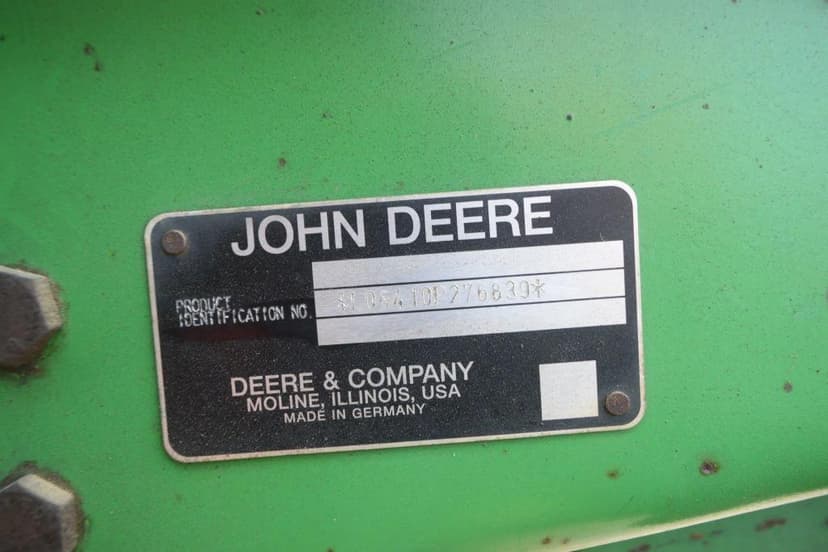 JOHN DEERE
PRODUCT
IDENTIFICATION NO.
DEERE & COMPANY
MOLINE, ILLINOIS, USA
MADE IN GERMANY